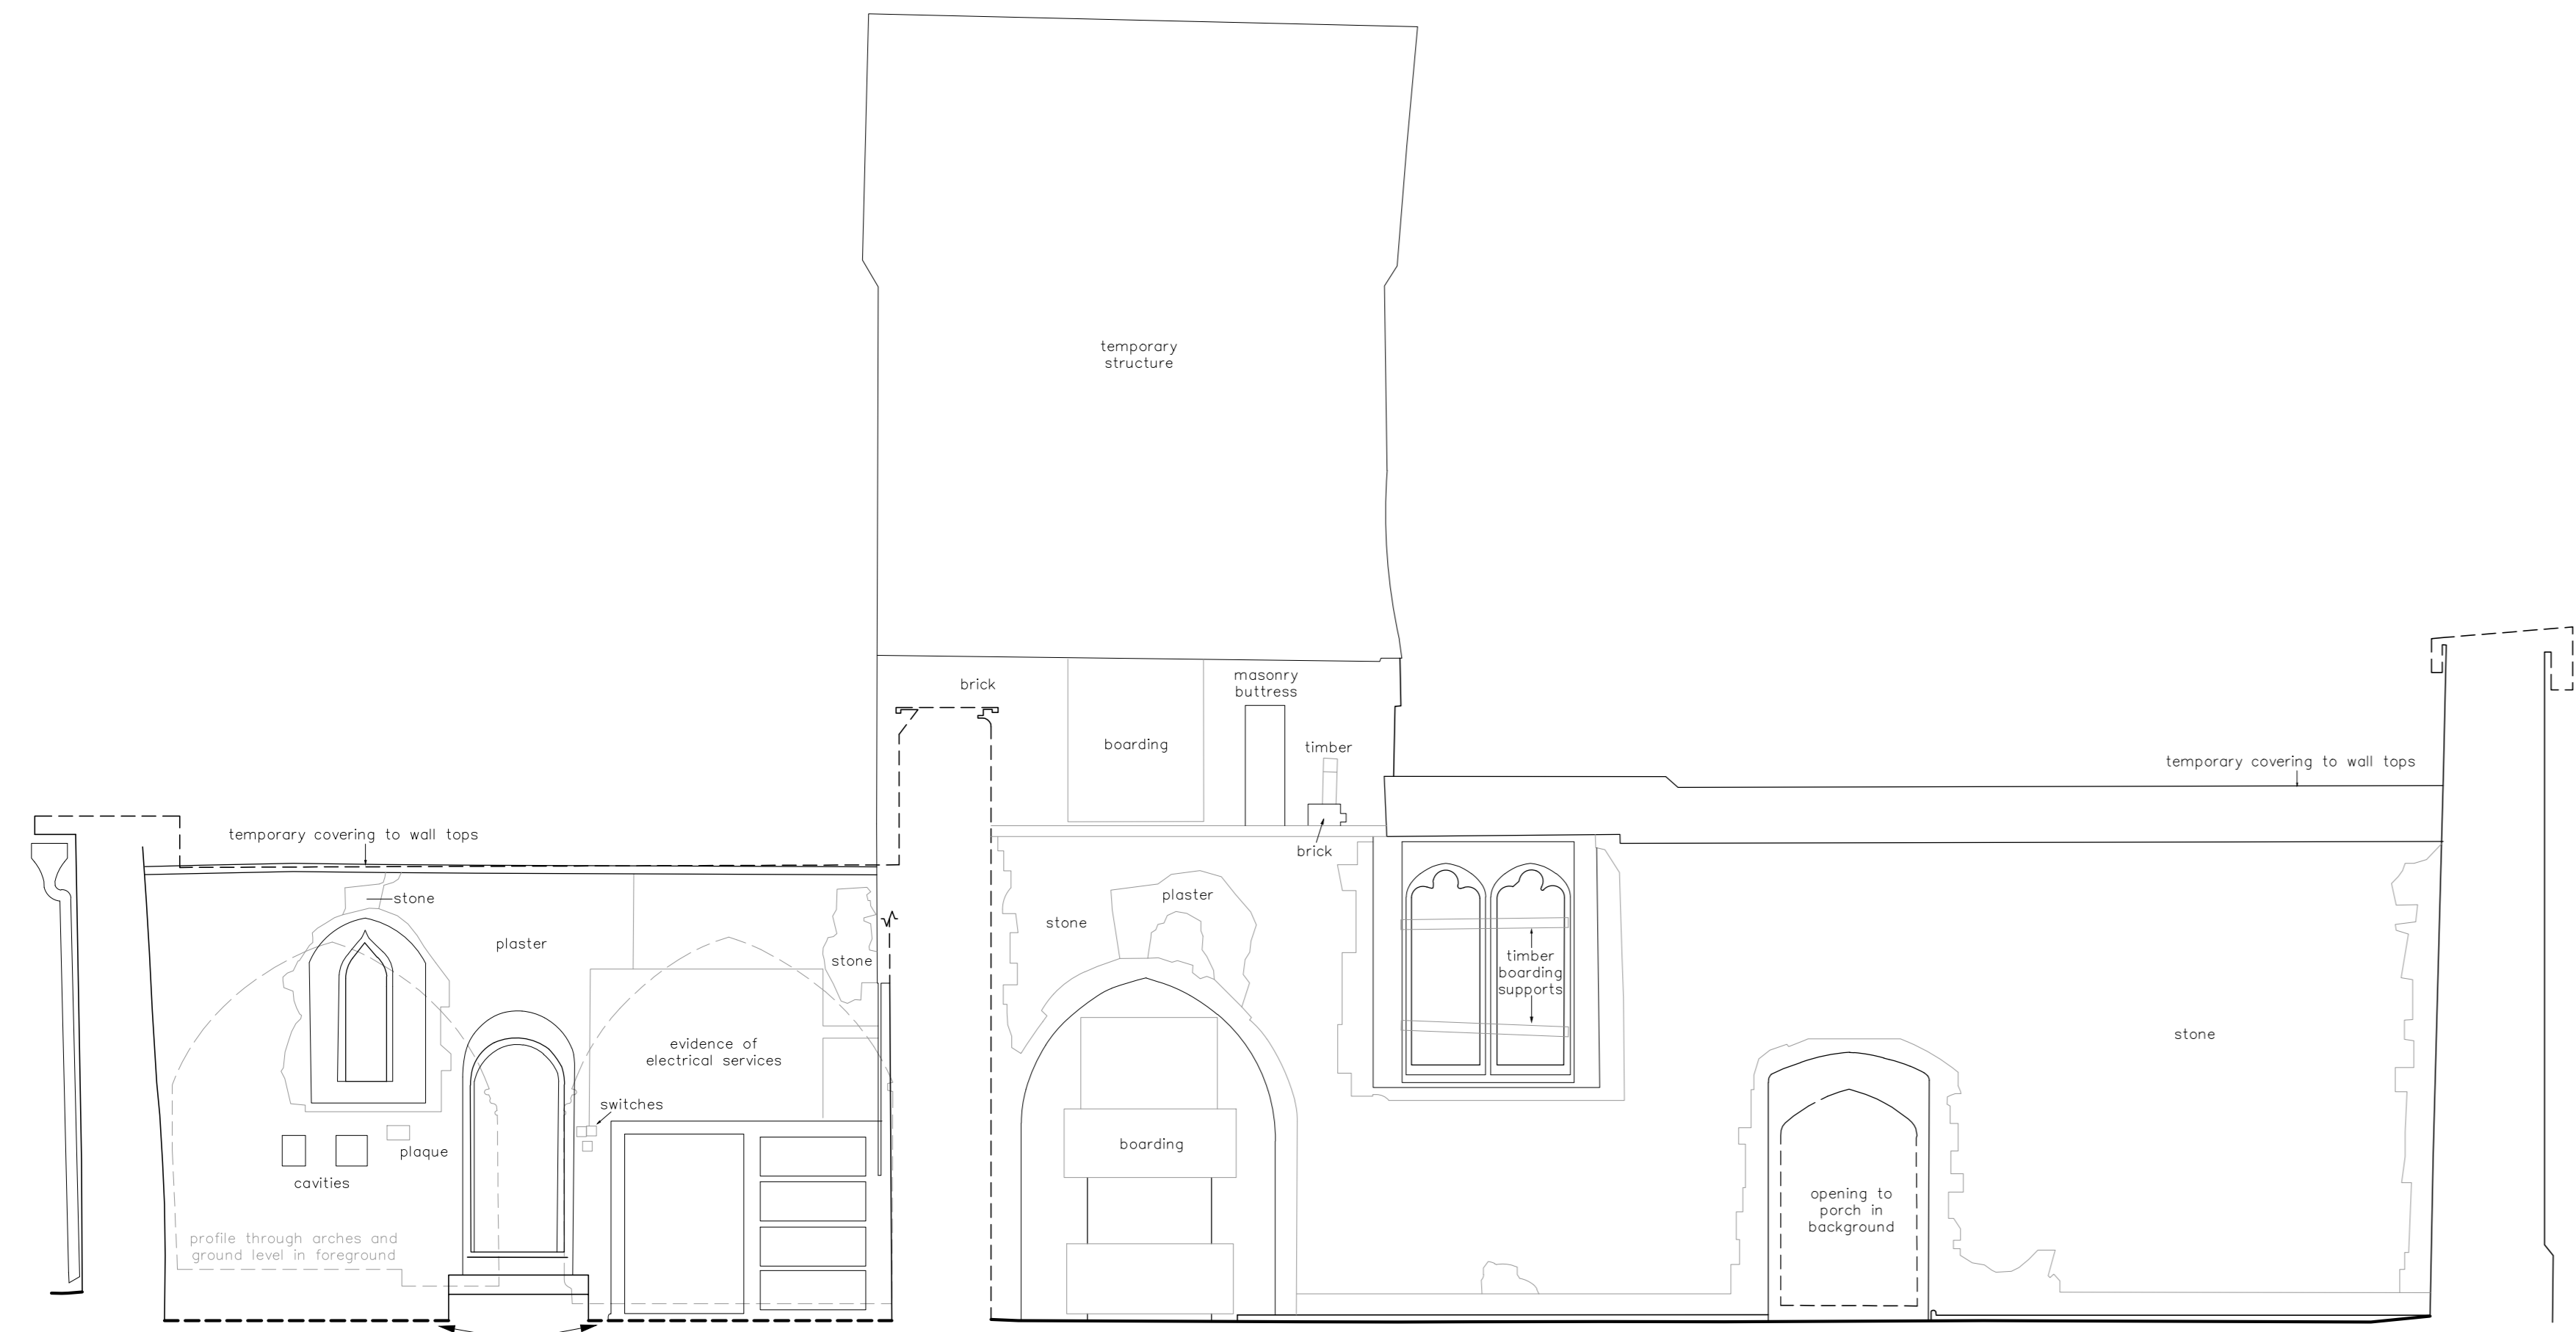 temporary
structure
brick
masonry
buttress
boarding
timber
temporary covering to wall tops
temporary covering to wall tops
brick
stone
plaster
stone
plaster
stone
stone
timber
boarding
supports
stone
evidence of
electrical services
switches
plaque
boarding
cavities
opening to
porch in
background
profile through arches and
ground level in foreground